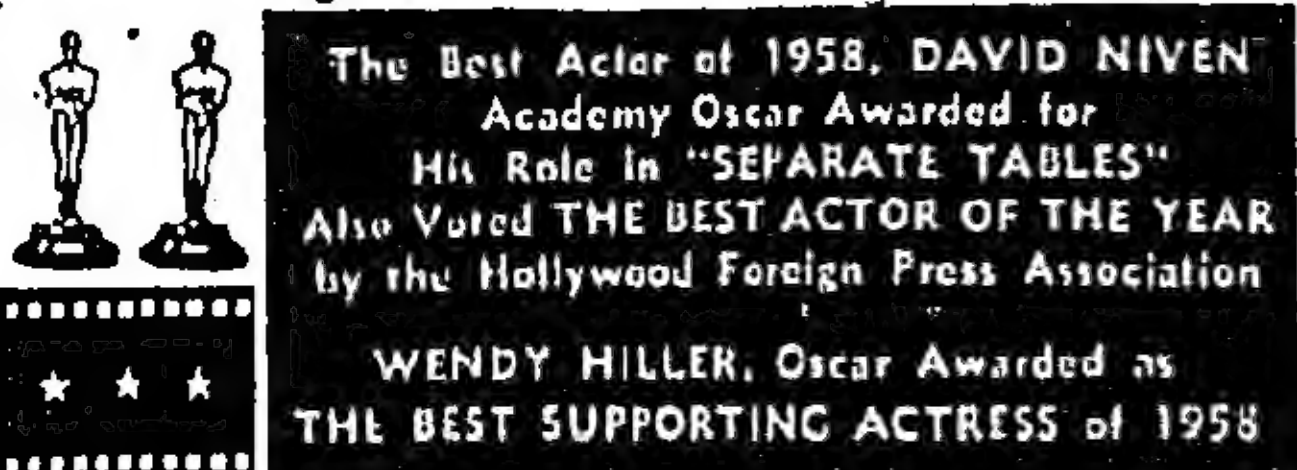 The Best Actor of 1958, DAVID NIVEN
Academy Oscar Awarded for
His Role in "SEPARATE TABLES"
Also Voted THE BEST ACTOR OF THE YEAR
by the Hollywood Foreign Press Association
WENDY HILLER, Oscar Awarded as
THE BEST SUPPORTING ACTRESS of 1958